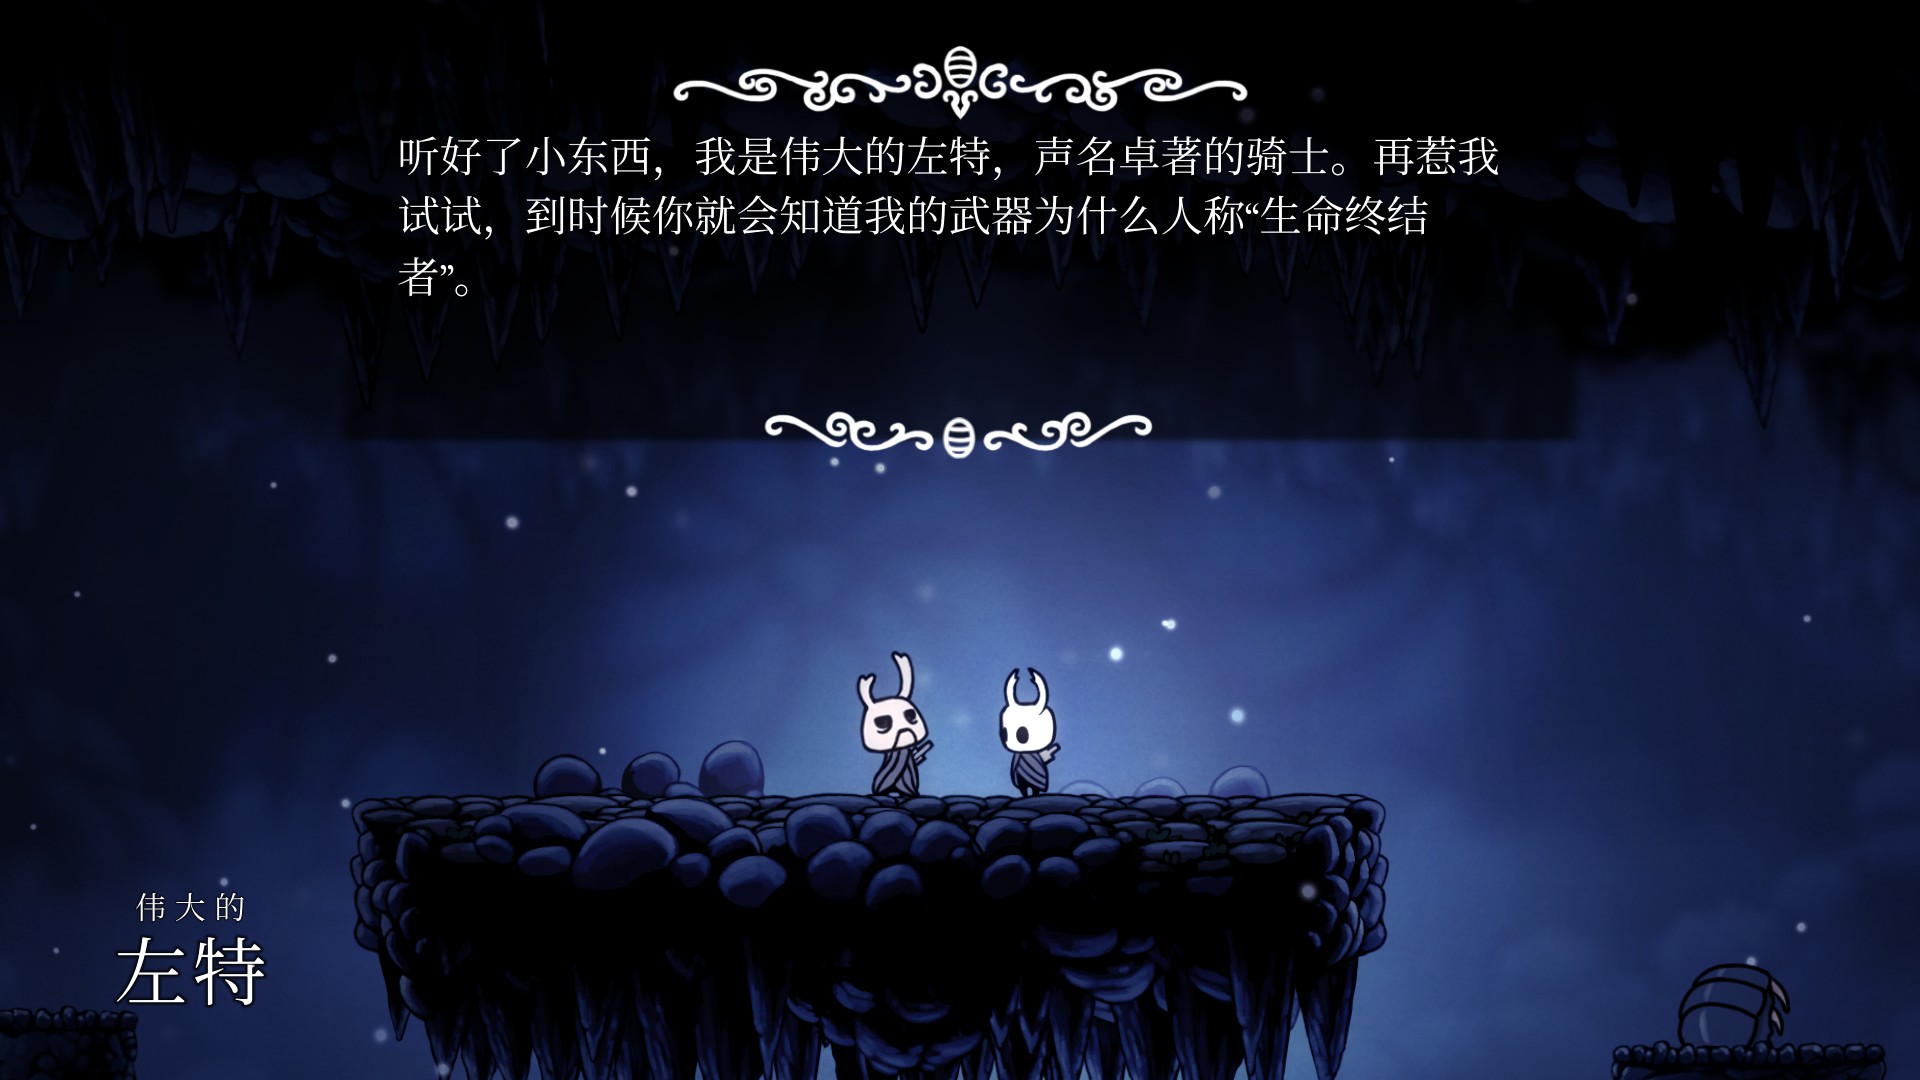 听好了小东西，我是伟大的左特，声名卓著的骑士。再惹我
试试，到时候你就会知道我的武器为什么人称“生命终结
者”。
伟大的
左特